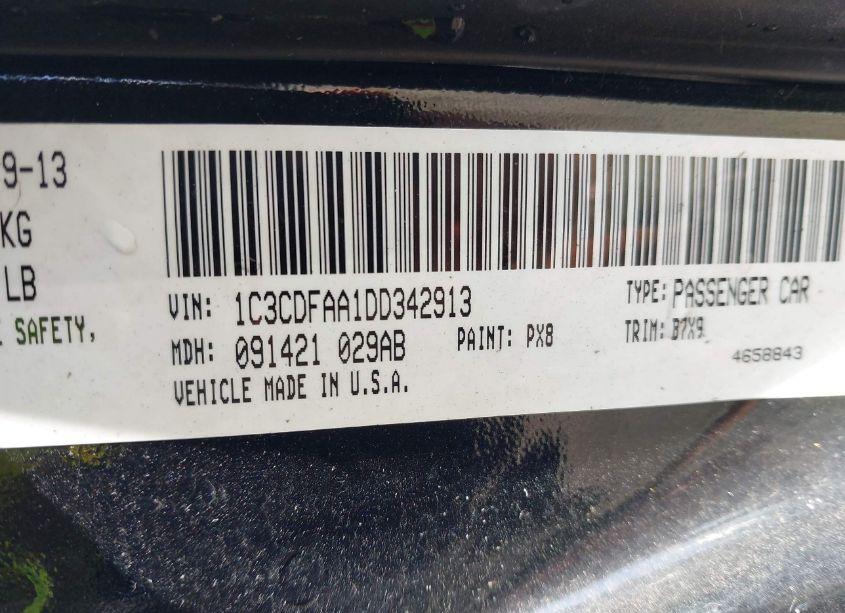 9-13
KG
LB
SAFETY,
VIN: 1C3CDFAA1DD342913
TYPE: PASSENGER CAR
MDH: 091421 029AB
PAINT: PX8
TRIM: B7X9
4658843
VEHICLE MADE IN U.S.A.